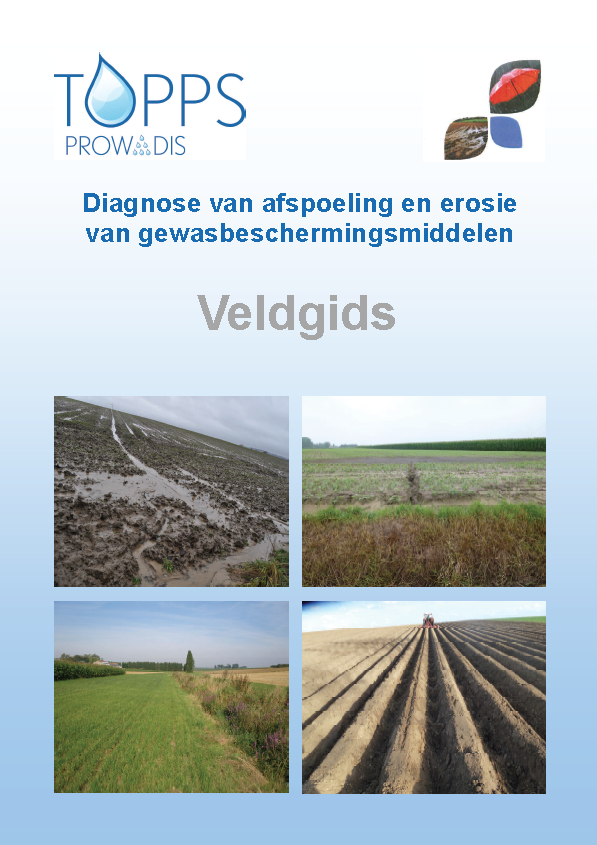 TOPPS
PROWADIS
Diagnose van afspoeling en erosie
van gewasbeschermingsmiddelen
Veldgids